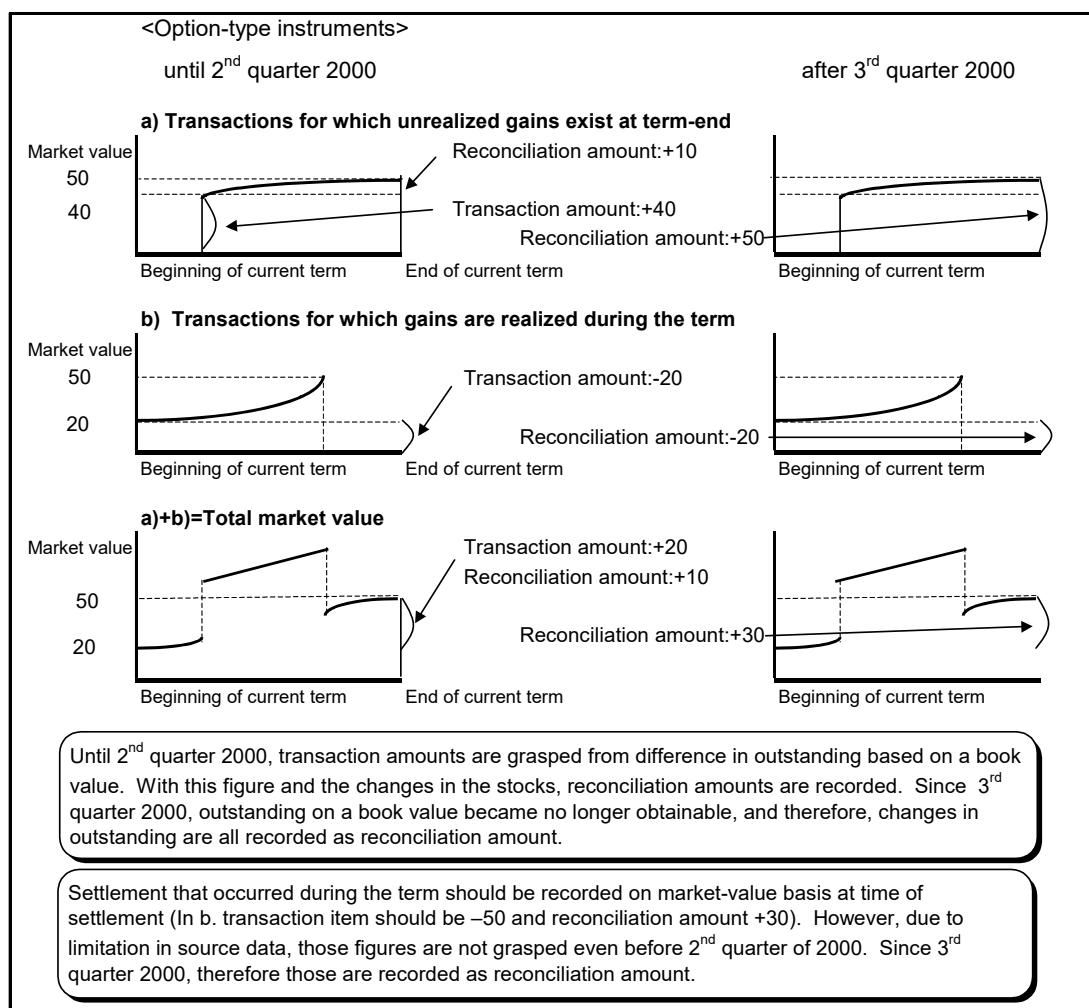 <Option-type instruments>
until 2nd quarter 2000
after 3rd quarter 2000
a) Transactions for which unrealized gains exist at term-end
Market value
50
40
Reconciliation amount:+10
Transaction amount:+40
Reconciliation amount:+50
Beginning of current term
End of current term
Beginning of current term
b) Transactions for which gains are realized during the term
Market value
50
20
Transaction amount:-20
Reconciliation amount:-20
Beginning of current term
End of current term
Beginning of current term
a)+b)=Total market value
Market value
50
20
Transaction amount:+20
Reconciliation amount:+10
Reconciliation amount:+30
Beginning of current term
End of current term
Beginning of current term
Until 2nd quarter 2000, transaction amounts are grasped from difference in outstanding based on a book
value. With this figure and the changes in the stocks, reconciliation amounts are recorded. Since 3rd
quarter 2000, outstanding on a book value became no longer obtainable, and therefore, changes in
outstanding are all recorded as reconciliation amount.
Settlement that occurred during the term should be recorded on market-value basis at time of
settlement (In b. transaction item should be –50 and reconciliation amount +30). However, due to
limitation in source data, those figures are not grasped even before 2nd quarter of 2000. Since 3rd
quarter 2000, therefore those are recorded as reconciliation amount.